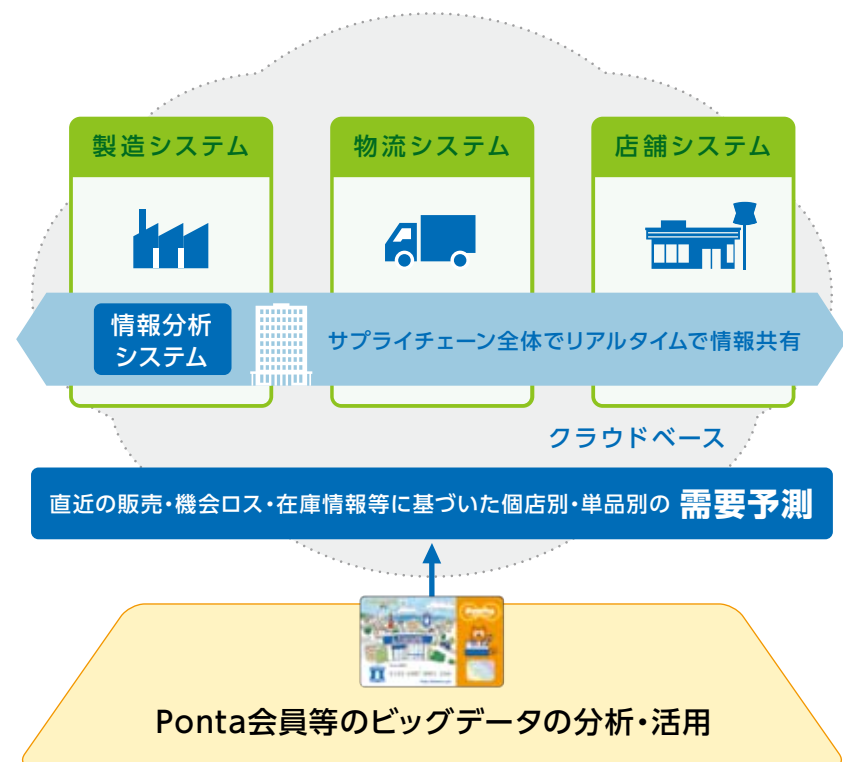 製造システム
物流システム
店舗システム
情報分析
システム
サプライチェーン全体でリアルタイムで情報共有
クラウドベース
直近の販売・機会ロス・在庫情報等に基づいた個店別・単品別の 需要予測
Ponta会員等のビッグデータの分析・活用